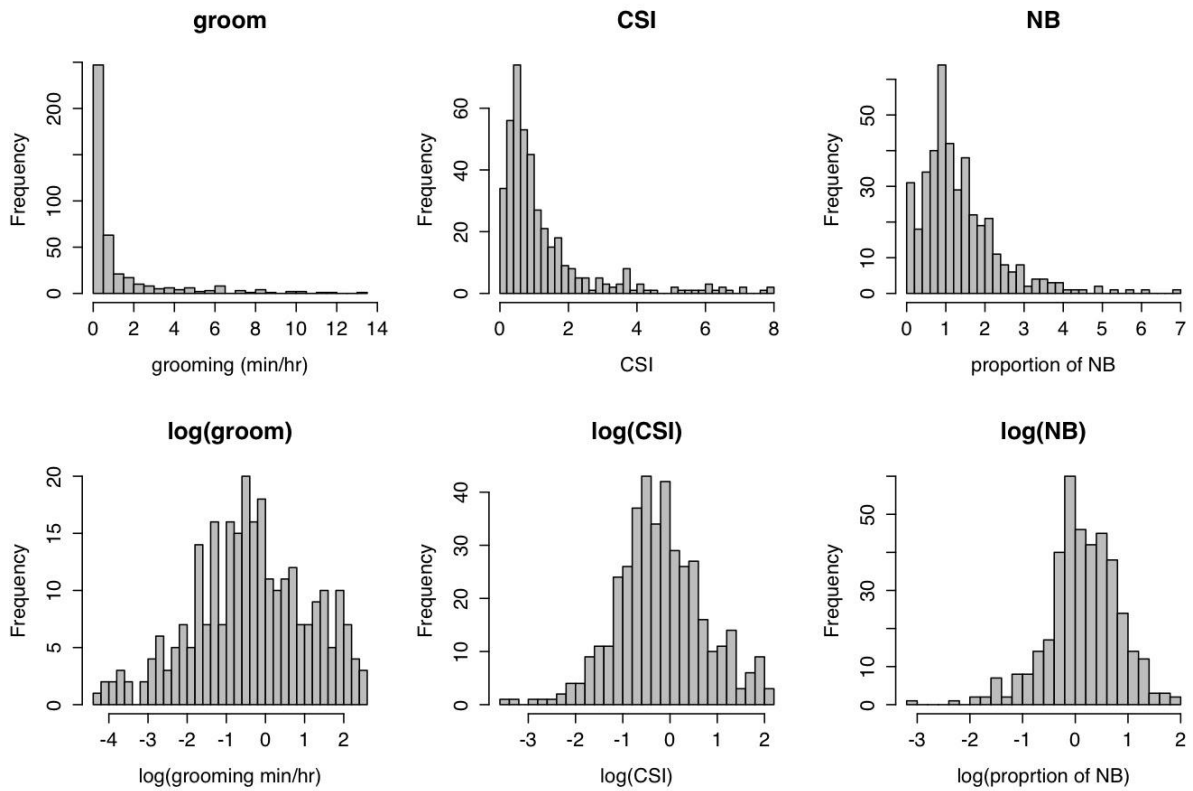 groom
Frequency
0 50 100 200
0 2 4 6 8 10 12 14
grooming (min/hr)
CSI
Frequency
0 20 40 60
0 2 4 6 8
CSI
NB
Frequency
0 10 30 50
0 1 2 3 4 5 6 7
proportion of NB
log(groom)
Frequency
0 5 10 15 20
-4 -3 -2 -1 0 1 2
log(grooming min/hr)
log(CSI)
Frequency
0 10 20 30 40
-3 -2 -1 0 1 2
log(CSI)
log(NB)
Frequency
0 10 30 50
-3 -2 -1 0 1 2
log(proprtion of NB)